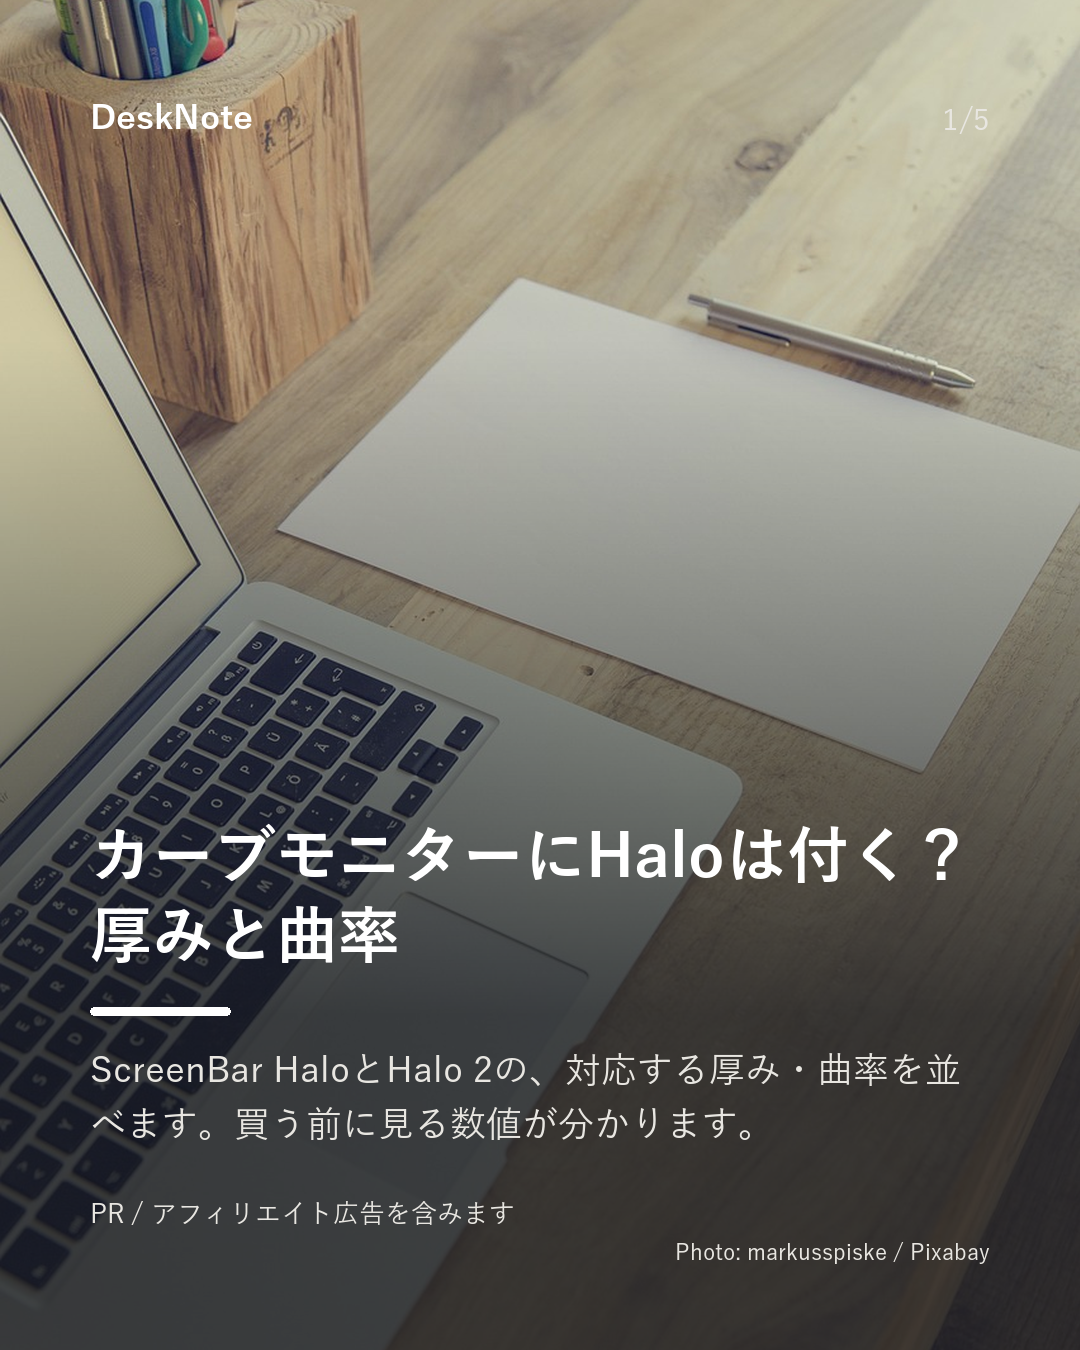 DeskNote
1/5
カーブモニターにHaloは付く？
厚みと曲率
ScreenBar HaloとHalo 2の、対応する厚み・曲率を並
べます。買う前に見る数値が分かります。
PR / アフィリエイト広告を含みます
Photo: markusspiske / Pixabay